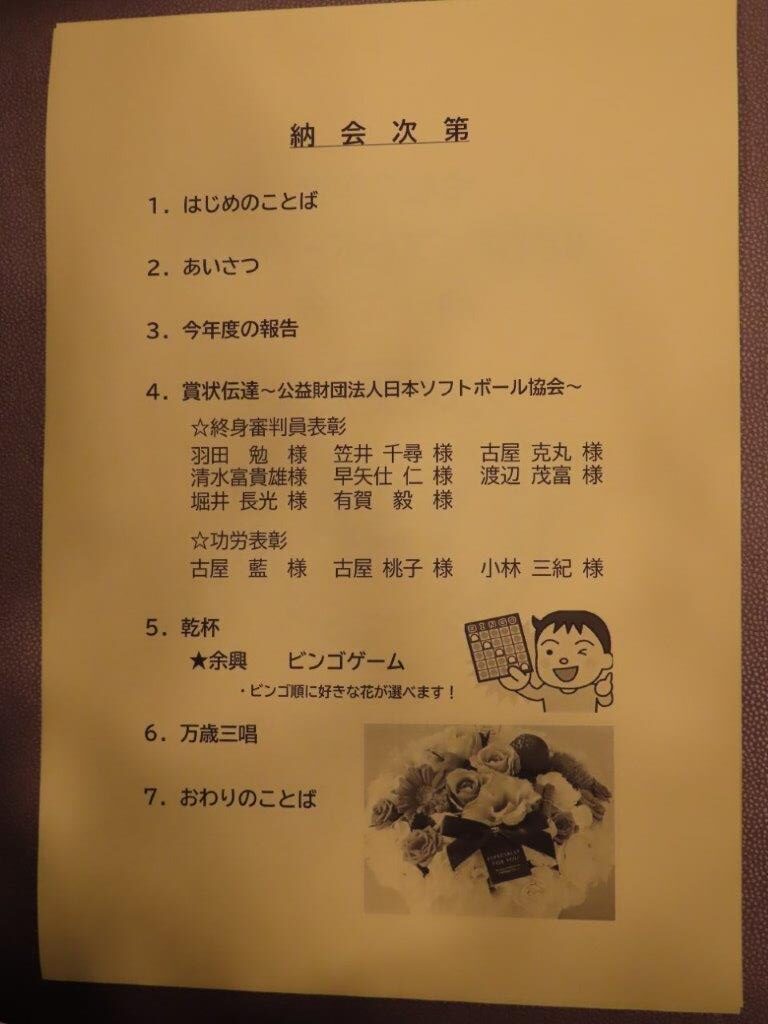 納会次第
1．はじめのことば
2．あいさつ
3．今年度の報告
4．賞状伝達～公益財団法人日本ソフトボール協会～
☆終身審判員表彰
羽田　勉　様　笠井 千尋 様　古屋 克丸 様
清水富貴雄様　早矢仕 仁 様　渡辺 茂富 様
堀井 長光 様　有賀　毅　様
☆功労表彰
古屋　藍　様　古屋 桃子 様　小林 三紀 様
5．乾杯
★余興　ビンゴゲーム
・ビンゴ順に好きな花が選べます！
BINGO
6．万歳三唱
7．おわりのことば
ESPECIALLY
FOR YOU